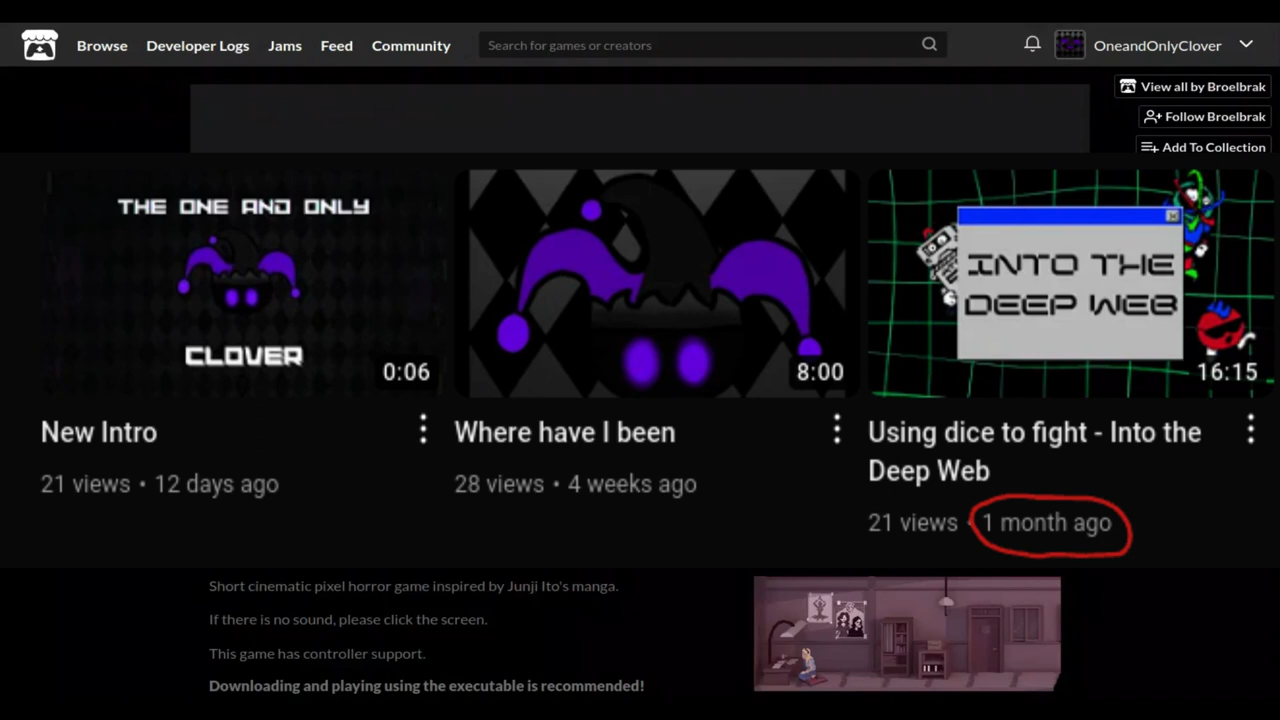 Browse Developer Logs Jams Feed Community Search for games or creators OneandOnlyClover
View all by Broelbrak
Follow Broelbrak
Add To Collection
THE ONE AND ONLY
CLOVER
0:06
8:00
INTO THE
DEEP WEB
16:15
New Intro
21 views • 12 days ago
Where have I been
28 views • 4 weeks ago
Using dice to fight - Into the
Deep Web
21 views • 1 month ago
Short cinematic pixel horror game inspired by Junji Ito's manga.
If there is no sound, please click the screen.
This game has controller support.
Downloading and playing using the executable is recommended!